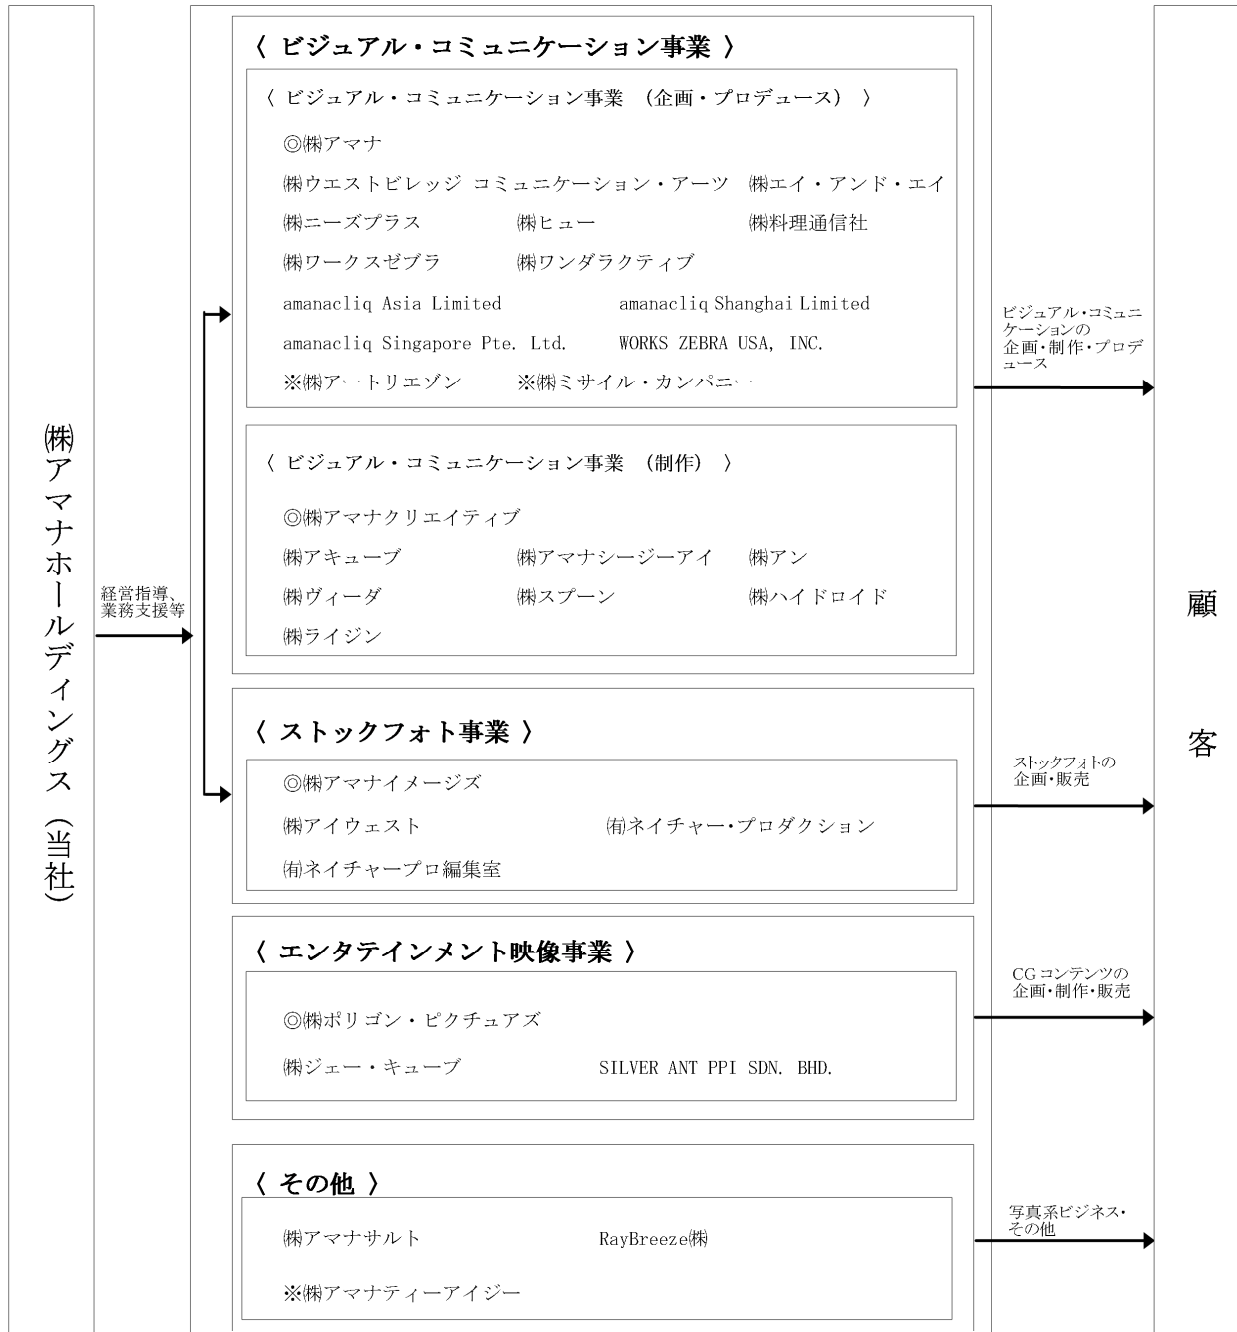 ㈱アマナホールディングス（当社）
経営指導、
業務支援等
〈 ビジュアル・コミュニケーション事業 〉
〈 ビジュアル・コミュニケーション事業 （企画・プロデュース） 〉
◎㈱アマナ
㈱ウエストビレッジ コミュニケーション・アーツ ㈱エイ・アンド・エイ
㈱ニーズプラス ㈱ヒュー ㈱料理通信社
㈱ワークスゼブラ ㈱ワンダラクティブ
amanacliq Asia Limited amanacliq Shanghai Limited
amanacliq Singapore Pte. Ltd. WORKS ZEBRA USA, INC.
※㈱アートリエゾン ※㈱ミサイル・カンパニー
〈 ビジュアル・コミュニケーション事業 （制作） 〉
◎㈱アマナクリエイティブ
㈱アキューブ ㈱アマナシージーアイ ㈱アン
㈱ヴィーダ ㈱スプーン ㈱ハイドロイド
㈱ライジン
ビジュアル・コミュニ
ケーションの
企画・制作・プロデ
ュース
〈 ストックフォト事業 〉
◎㈱アマナイメージズ
㈱アイウェスト ㈲ネイチャー・プロダクション
㈲ネイチャープロ編集室
ストックフォトの
企画・販売
〈 エンタテインメント映像事業 〉
◎㈱ポリゴン・ピクチュアズ
㈱ジェー・キューブ SILVER ANT PPI SDN. BHD.
CGコンテンツの
企画・制作・販売
〈 その他 〉
㈱アマナサルト RayBreeze㈱
※㈱アマナティーアイジー
写真系ビジネス・
その他
顧客